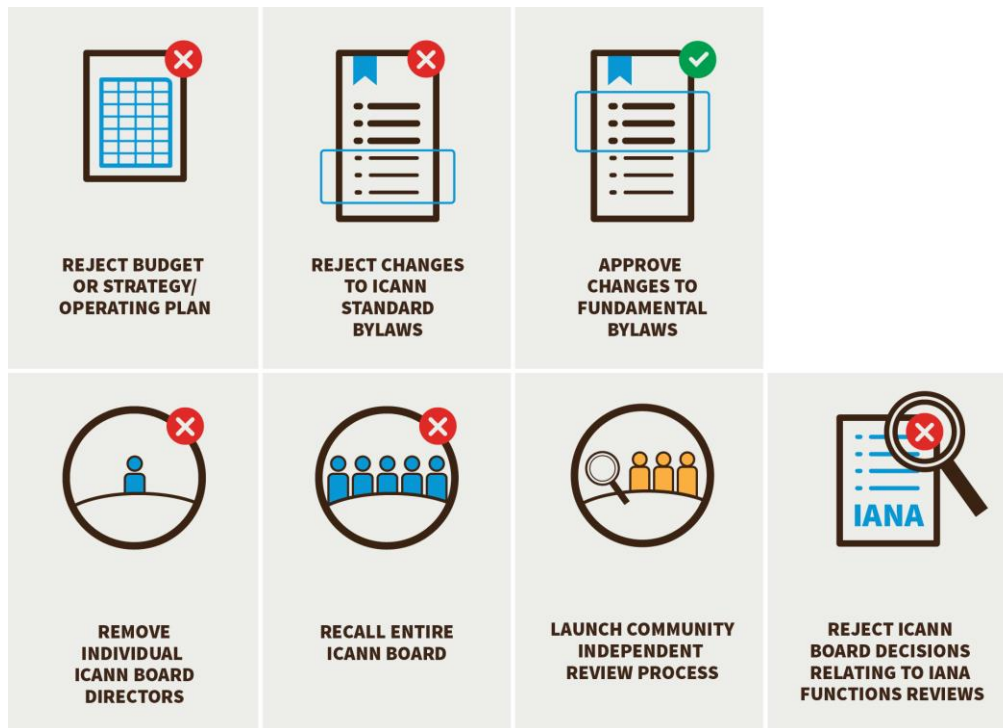 REJECT BUDGET
OR STRATEGY/
OPERATING PLAN
REJECT CHANGES
TO ICANN
STANDARD
BYLAWS
APPROVE
CHANGES TO
FUNDAMENTAL
BYLAWS
REMOVE
INDIVIDUAL
ICANN BOARD
DIRECTORS
RECALL ENTIRE
ICANN BOARD
LAUNCH COMMUNITY
INDEPENDENT
REVIEW PROCESS
IANA
REJECT ICANN
BOARD DECISIONS
RELATING TO IANA
FUNCTIONS REVIEWS